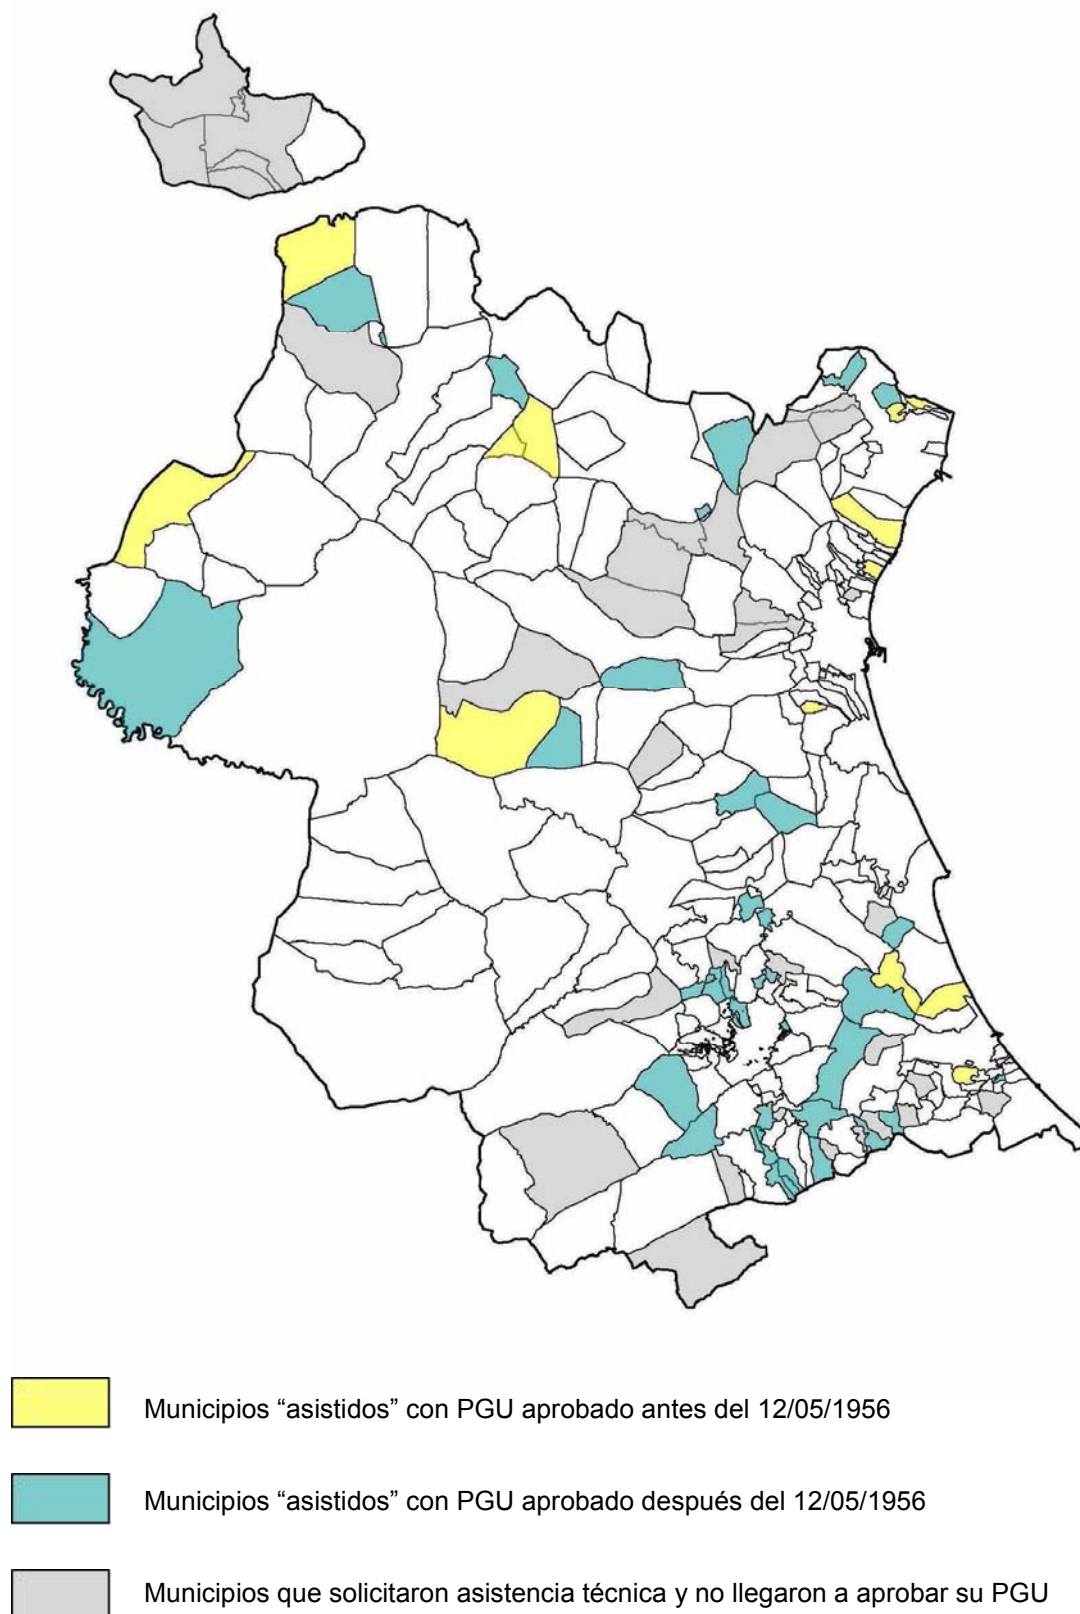 Municipios “asistidos” con PGU aprobado antes del 12/05/1956
Municipios “asistidos” con PGU aprobado después del 12/05/1956
Municipios que solicitaron asistencia técnica y no llegaron a aprobar su PGU